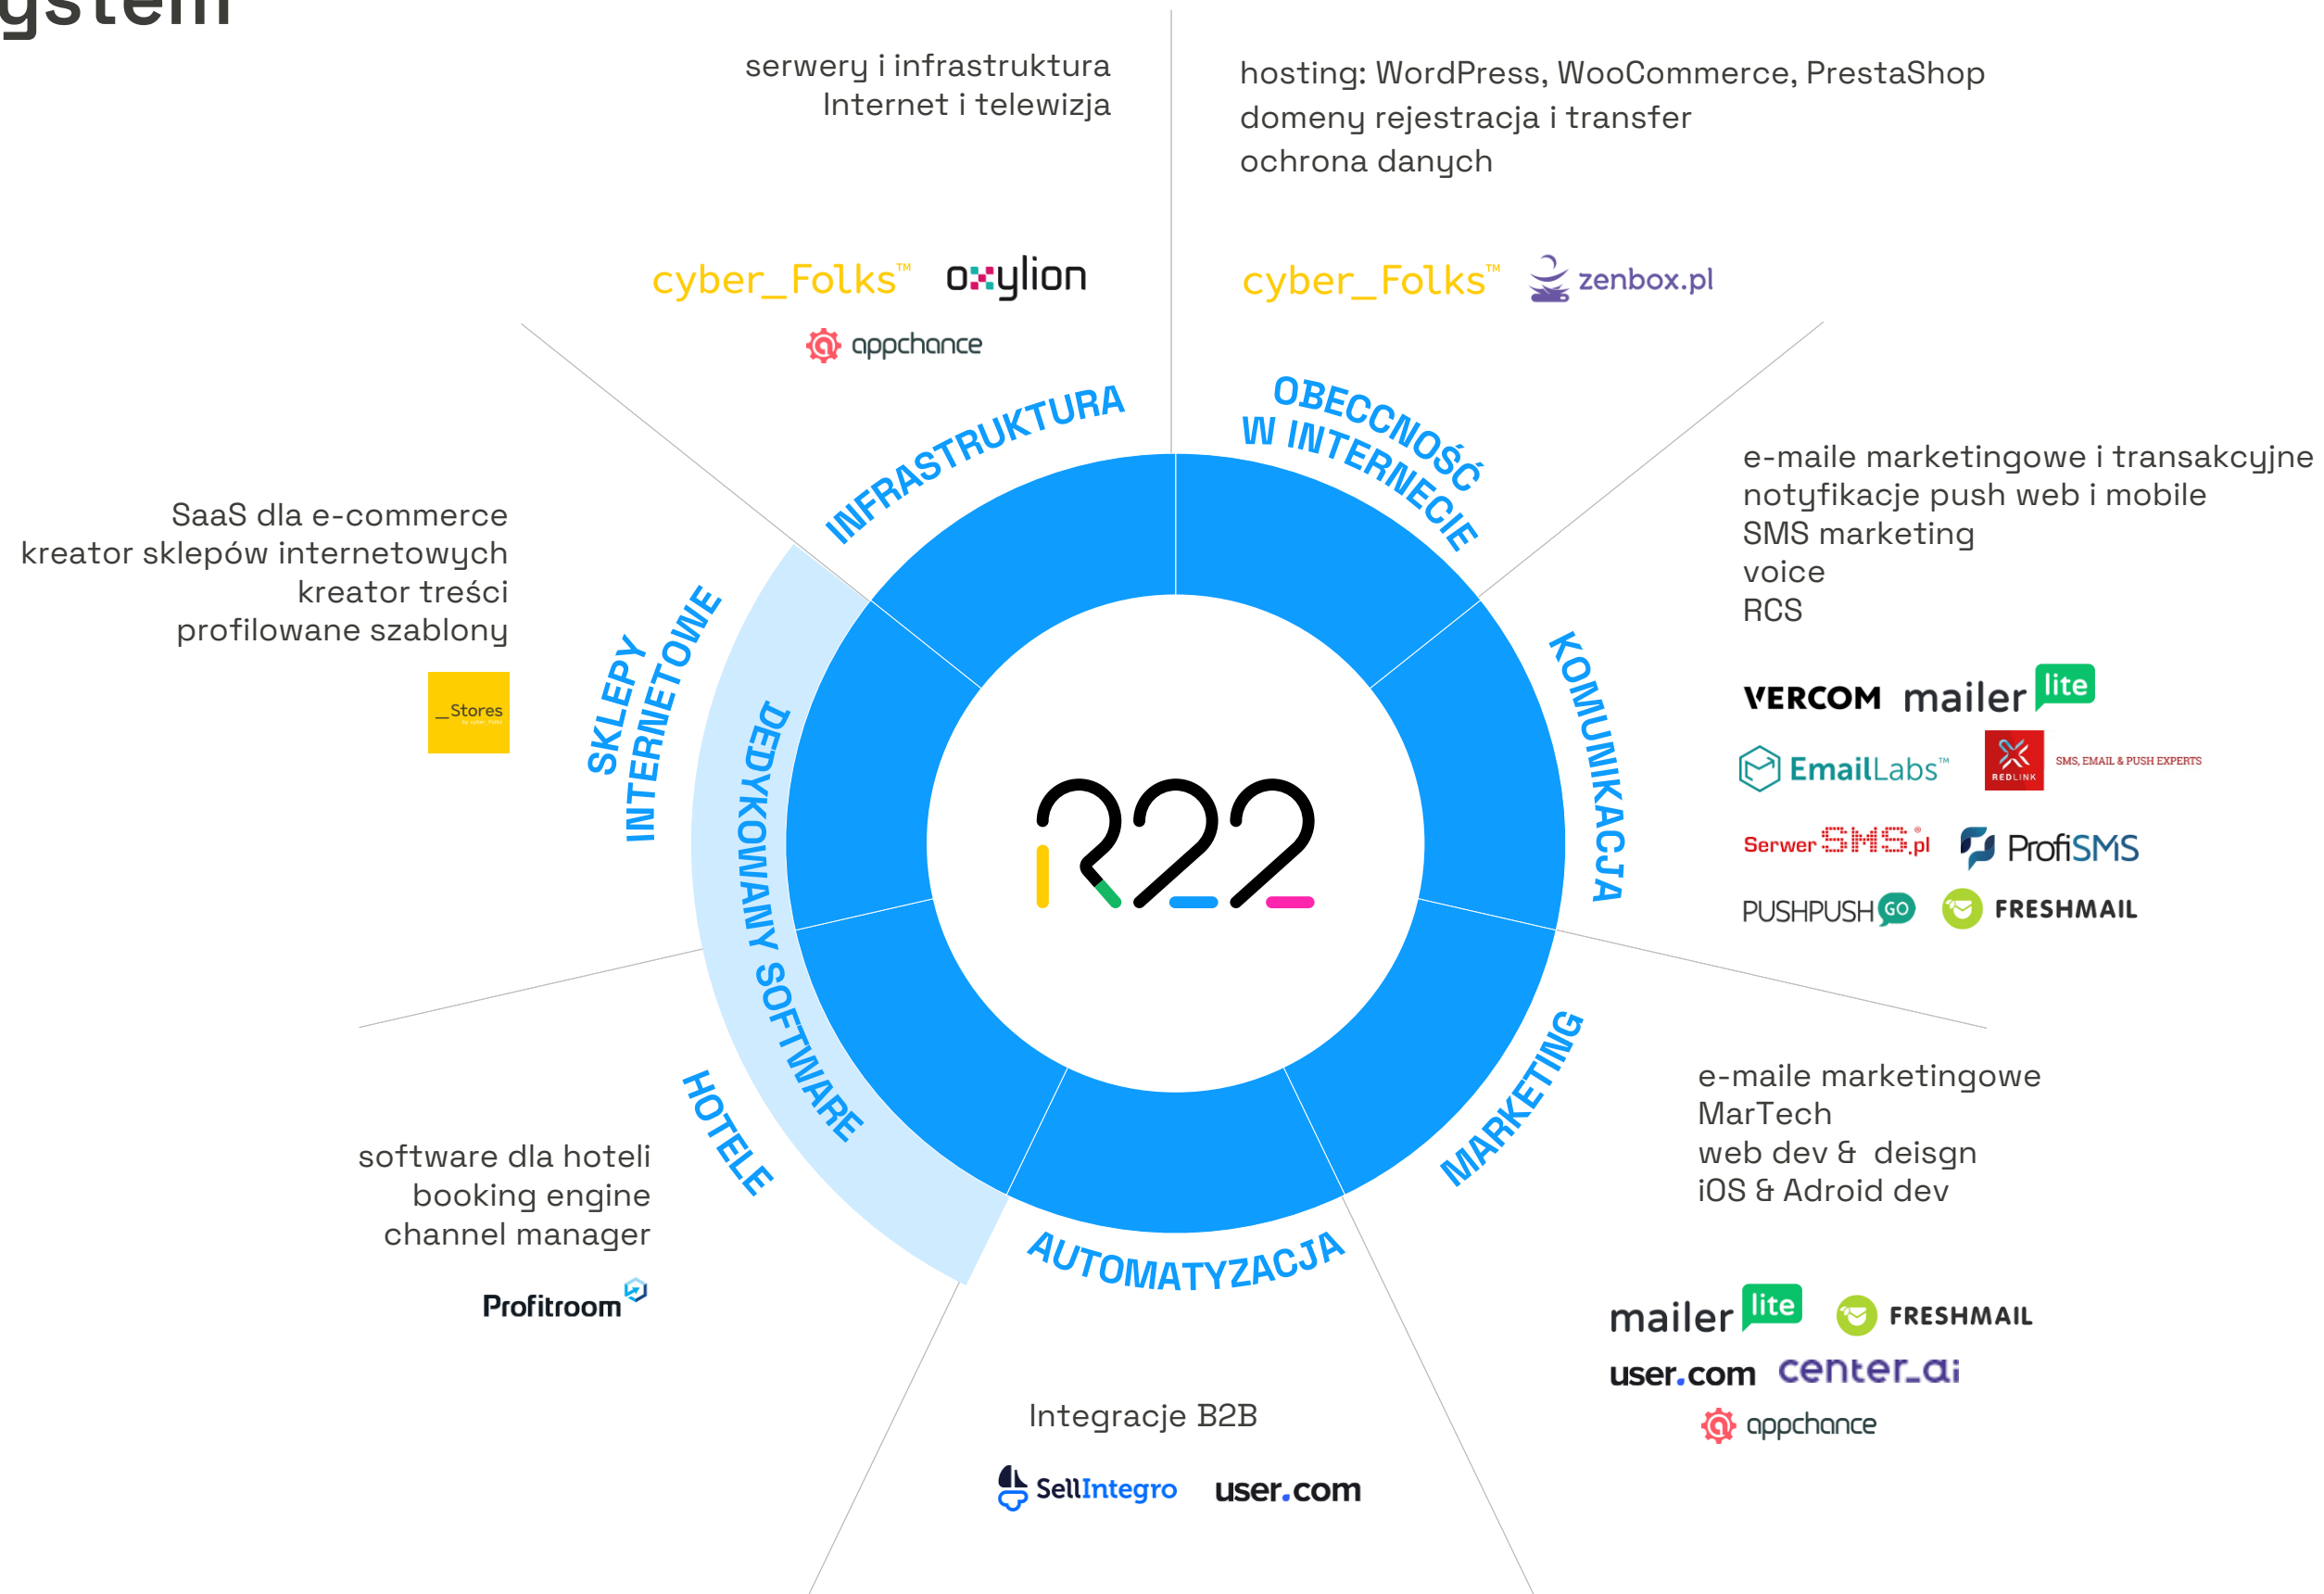 ystem
serwery i infrastruktura
Internet i telewizja
cyber_Folks™ oxylion
appchance
INFRASTRUKTURA
hosting: WordPress, WooCommerce, PrestaShop
domeny rejestracja i transfer
ochrona danych
cyber_Folks™ zenbox.pl
OBECCNOŚĆ
W INTERNECIE
e-maile marketingowe i transakcyjne
notyfikacje push web i mobile
SMS marketing
voice
RCS
VERCOM mailer lite
EmailLabs™ REDLINK SMS, EMAIL & PUSH EXPERTS
SerwerSMS®.pl ProfiSMS
PUSHPUSH GO FRESHMAIL
KOMUNIKACJA
SaaS dla e-commerce
kreator sklepów internetowych
kreator treści
profilowane szablony
_Stores
by cyber_Folks
SKLEPY
INTERNETOWE
DEDYKOWANY SOFTWARE
R22
HOTELE
software dla hoteli
booking engine
channel manager
Profitroom
MARKETING
e-maile marketingowe
MarTech
web dev & deisgn
iOS & Adroid dev
mailer lite FRESHMAIL
user.com center_ai
appchance
AUTOMATYZACJA
Integracje B2B
SellIntegro user.com